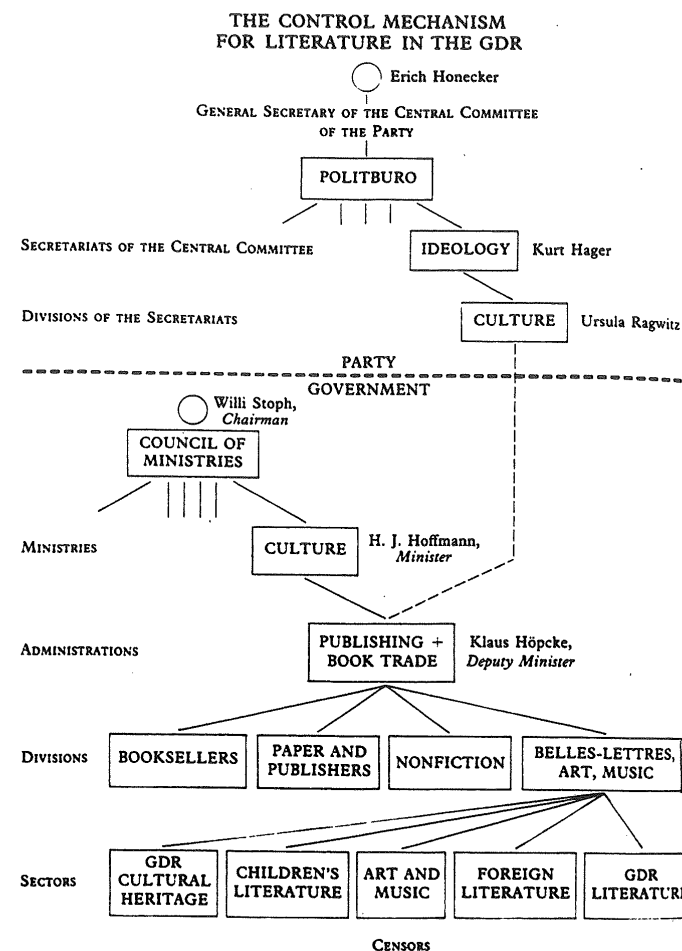 THE CONTROL MECHANISM
FOR LITERATURE IN THE GDR
Erich Honecker
GENERAL SECRETARY OF THE CENTRAL COMMITTEE
OF THE PARTY
POLITBURO
SECRETARIATS OF THE CENTRAL COMMITTEE
IDEOLOGY
Kurt Hager
DIVISIONS OF THE SECRETARIATS
CULTURE
Ursula Ragwitz
PARTY
GOVERNMENT
Willi Stoph,
Chairman
COUNCIL OF
MINISTRIES
MINISTRIES
CULTURE
H. J. Hoffmann,
Minister
ADMINISTRATIONS
PUBLISHING +
BOOK TRADE
Klaus Höpcke,
Deputy Minister
DIVISIONS
BOOKSELLERS
PAPER AND
PUBLISHERS
NONFICTION
BELLES-LETTRES,
ART, MUSIC
SECTORS
GDR
CULTURAL
HERITAGE
CHILDREN'S
LITERATURE
ART AND
MUSIC
FOREIGN
LITERATURE
GDR
LITERATUR
CENSORS